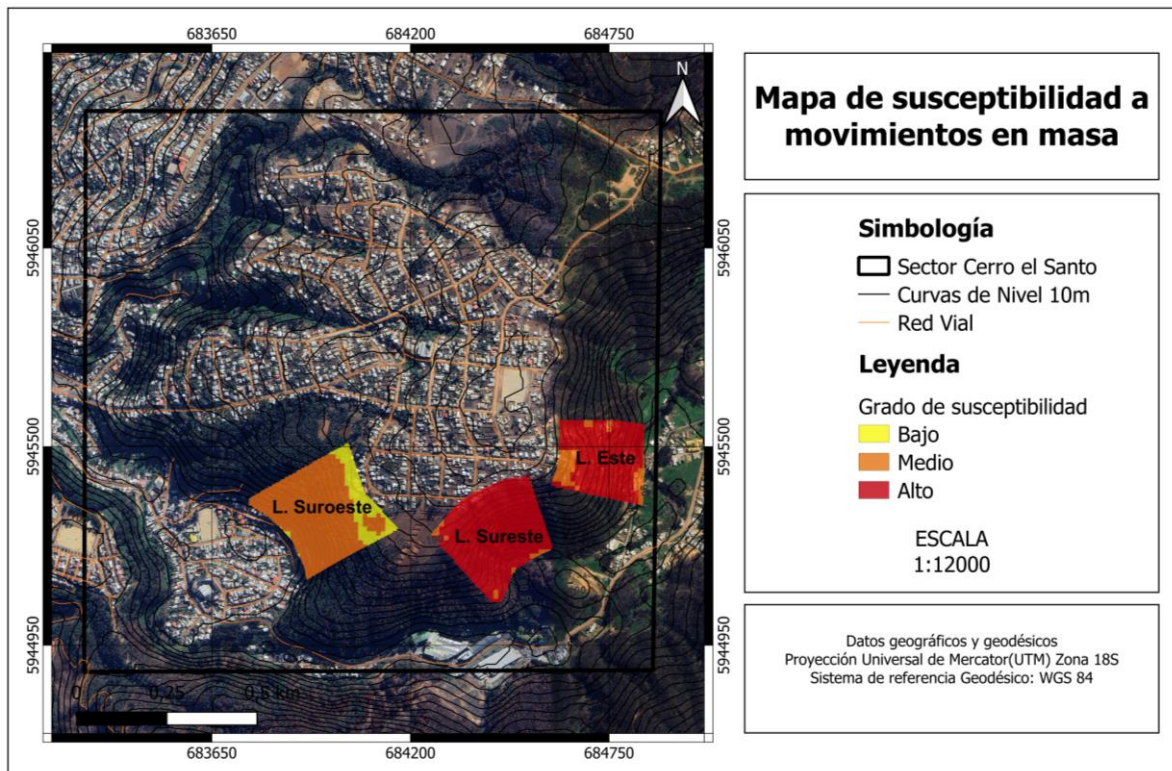 683650 684200 684750
5946050 5946050
5945500 5945500
5944950 5944950
N
L. Este
L. Suroeste
L. Sureste
0 0,25 0,5 km
683650 684200 684750
Mapa de susceptibilidad a
movimientos en masa
Simbología
Sector Cerro el Santo
Curvas de Nivel 10m
Red Vial
Leyenda
Grado de susceptibilidad
Bajo
Medio
Alto
ESCALA
1:12000
Datos geográficos y geodésicos
Proyección Universal de Mercator(UTM) Zona 18S
Sistema de referencia Geodésico: WGS 84